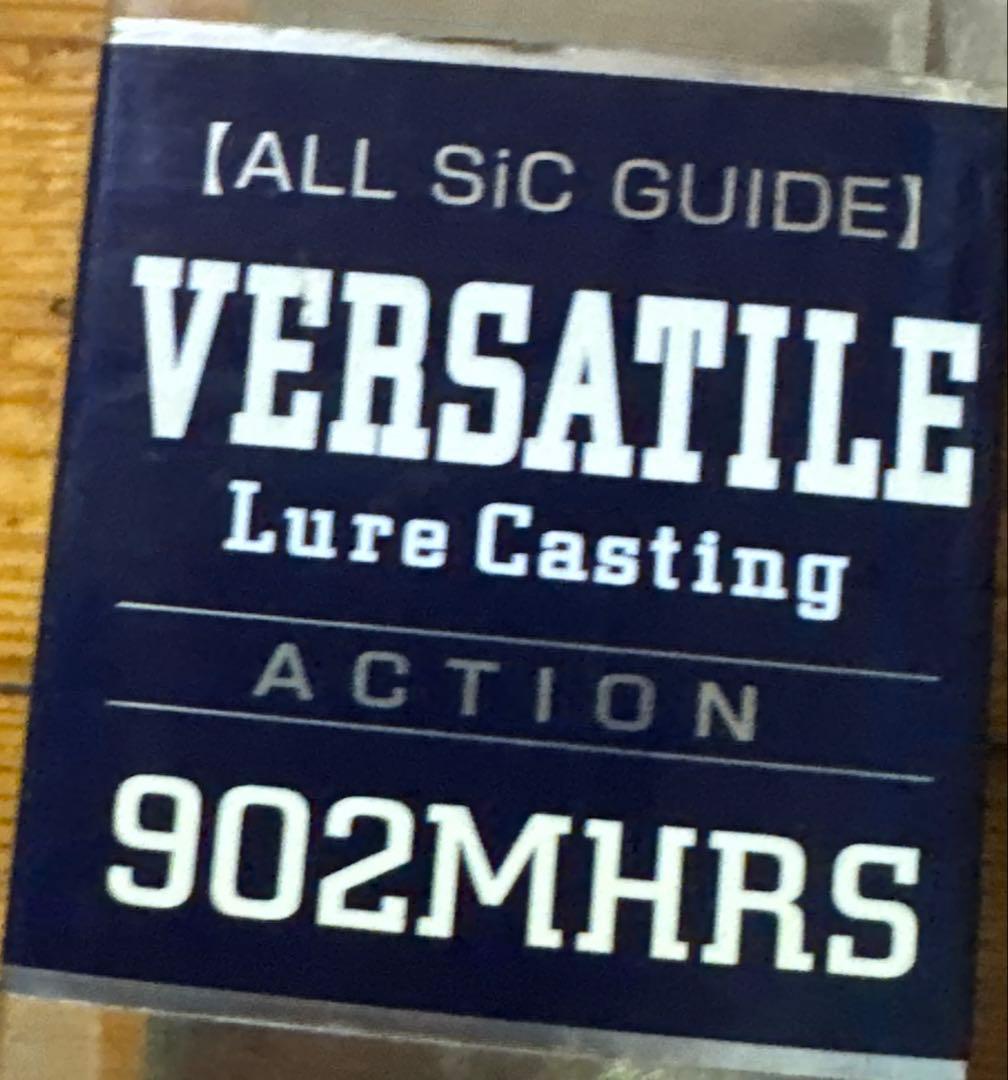 【ALL SiC GUIDE】
VERSATILE
Lure Casting
ACTION
902MHRS